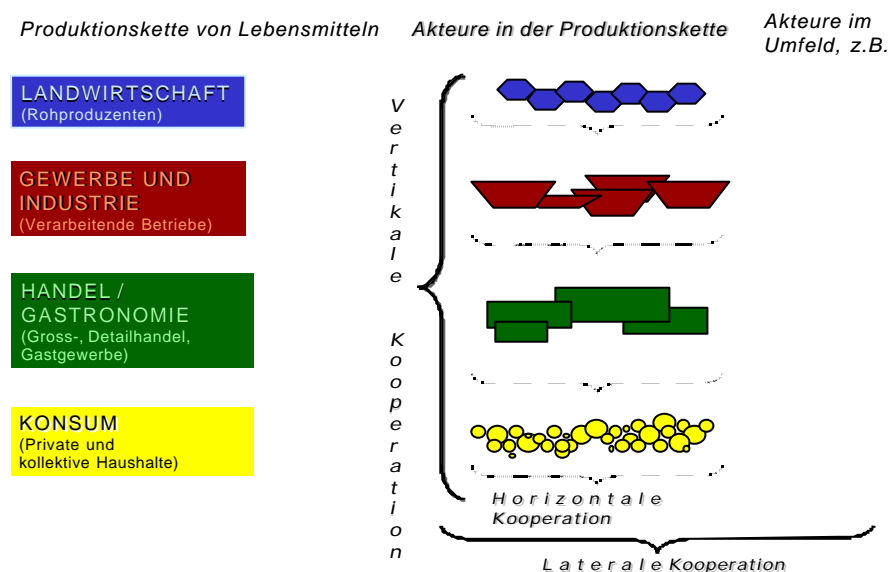 Produktionskette von Lebensmitteln
Akteure in der Produktionskette
Akteure im
Umfeld, z.B.
LANDWIRTSCHAFT
(Rohproduzenten)
GEWERBE UND
INDUSTRIE
(Verarbeitende Betriebe)
HANDEL /
GASTRONOMIE
(Gross-, Detailhandel,
Gastgewerbe)
KONSUM
(Private und
kollektive Haushalte)
Vertikale Kooperation
Horizontale
Kooperation
Laterale Kooperation